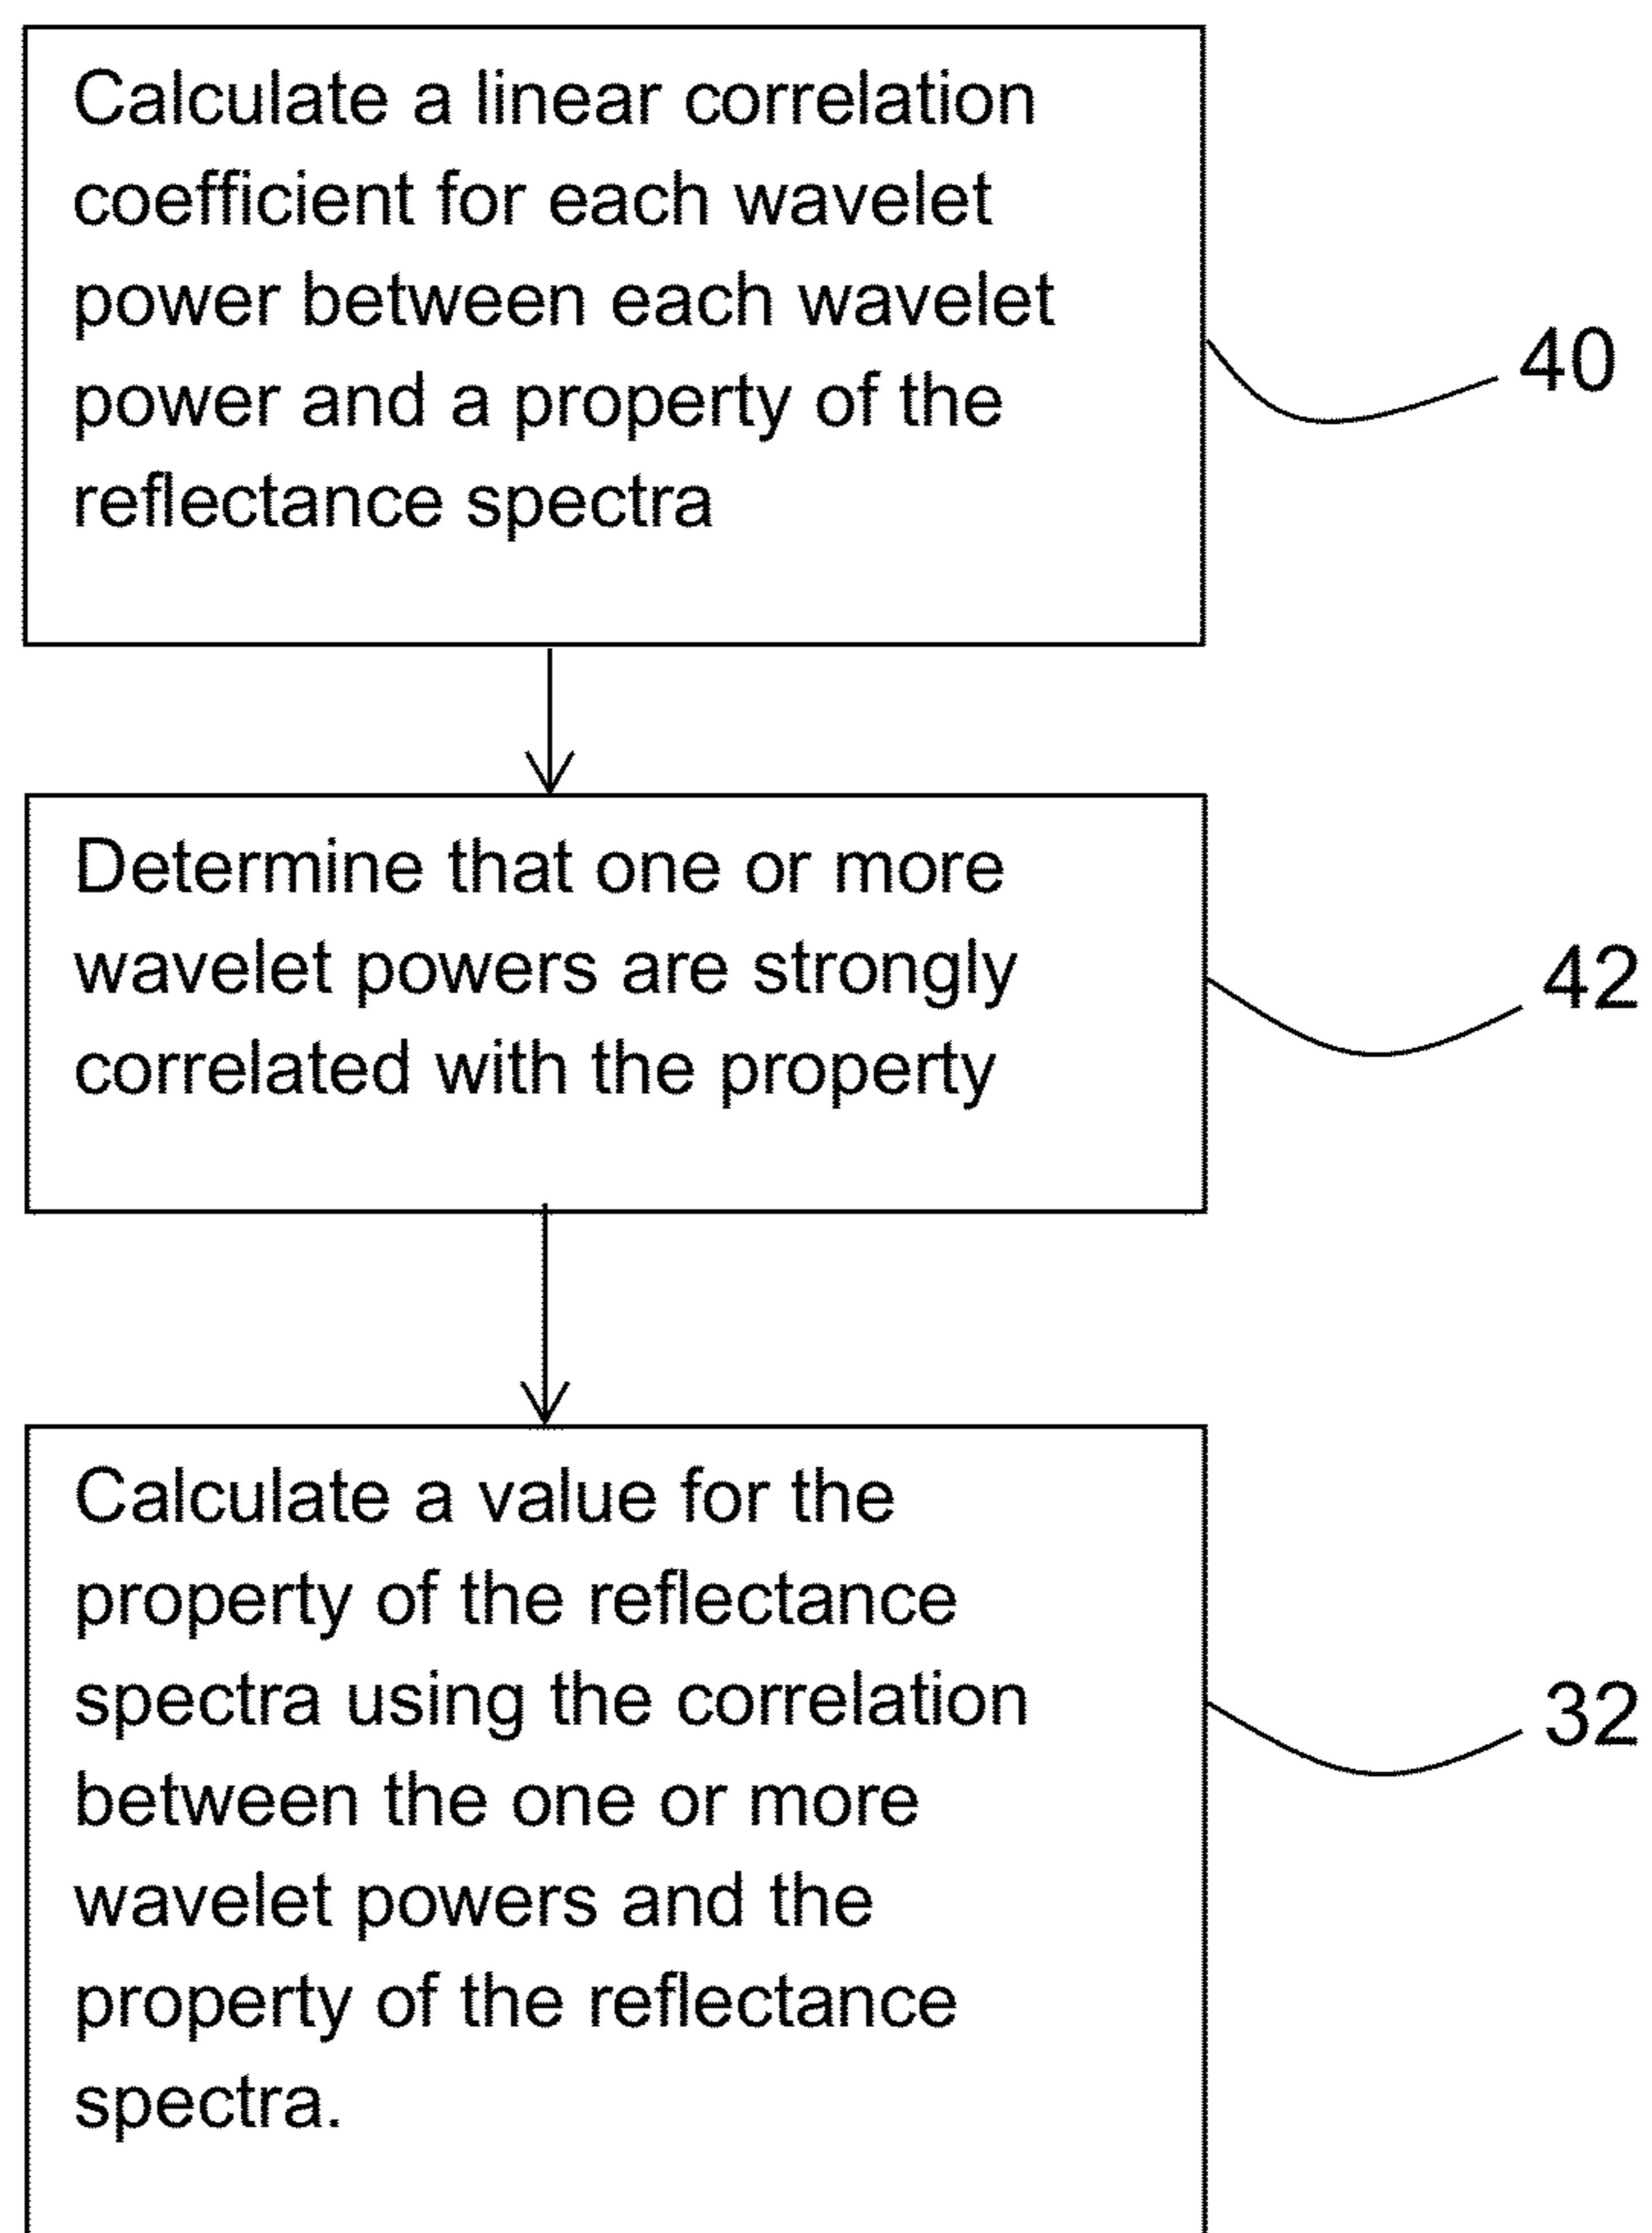 Calculate a linear correlation
coefficient for each wavelet
power between each wavelet
power and a property of the
reflectance spectra
40
Determine that one or more
wavelet powers are strongly
correlated with the property
42
Calculate a value for the
property of the reflectance
spectra using the correlation
between the one or more
wavelet powers and the
property of the reflectance
spectra.
32